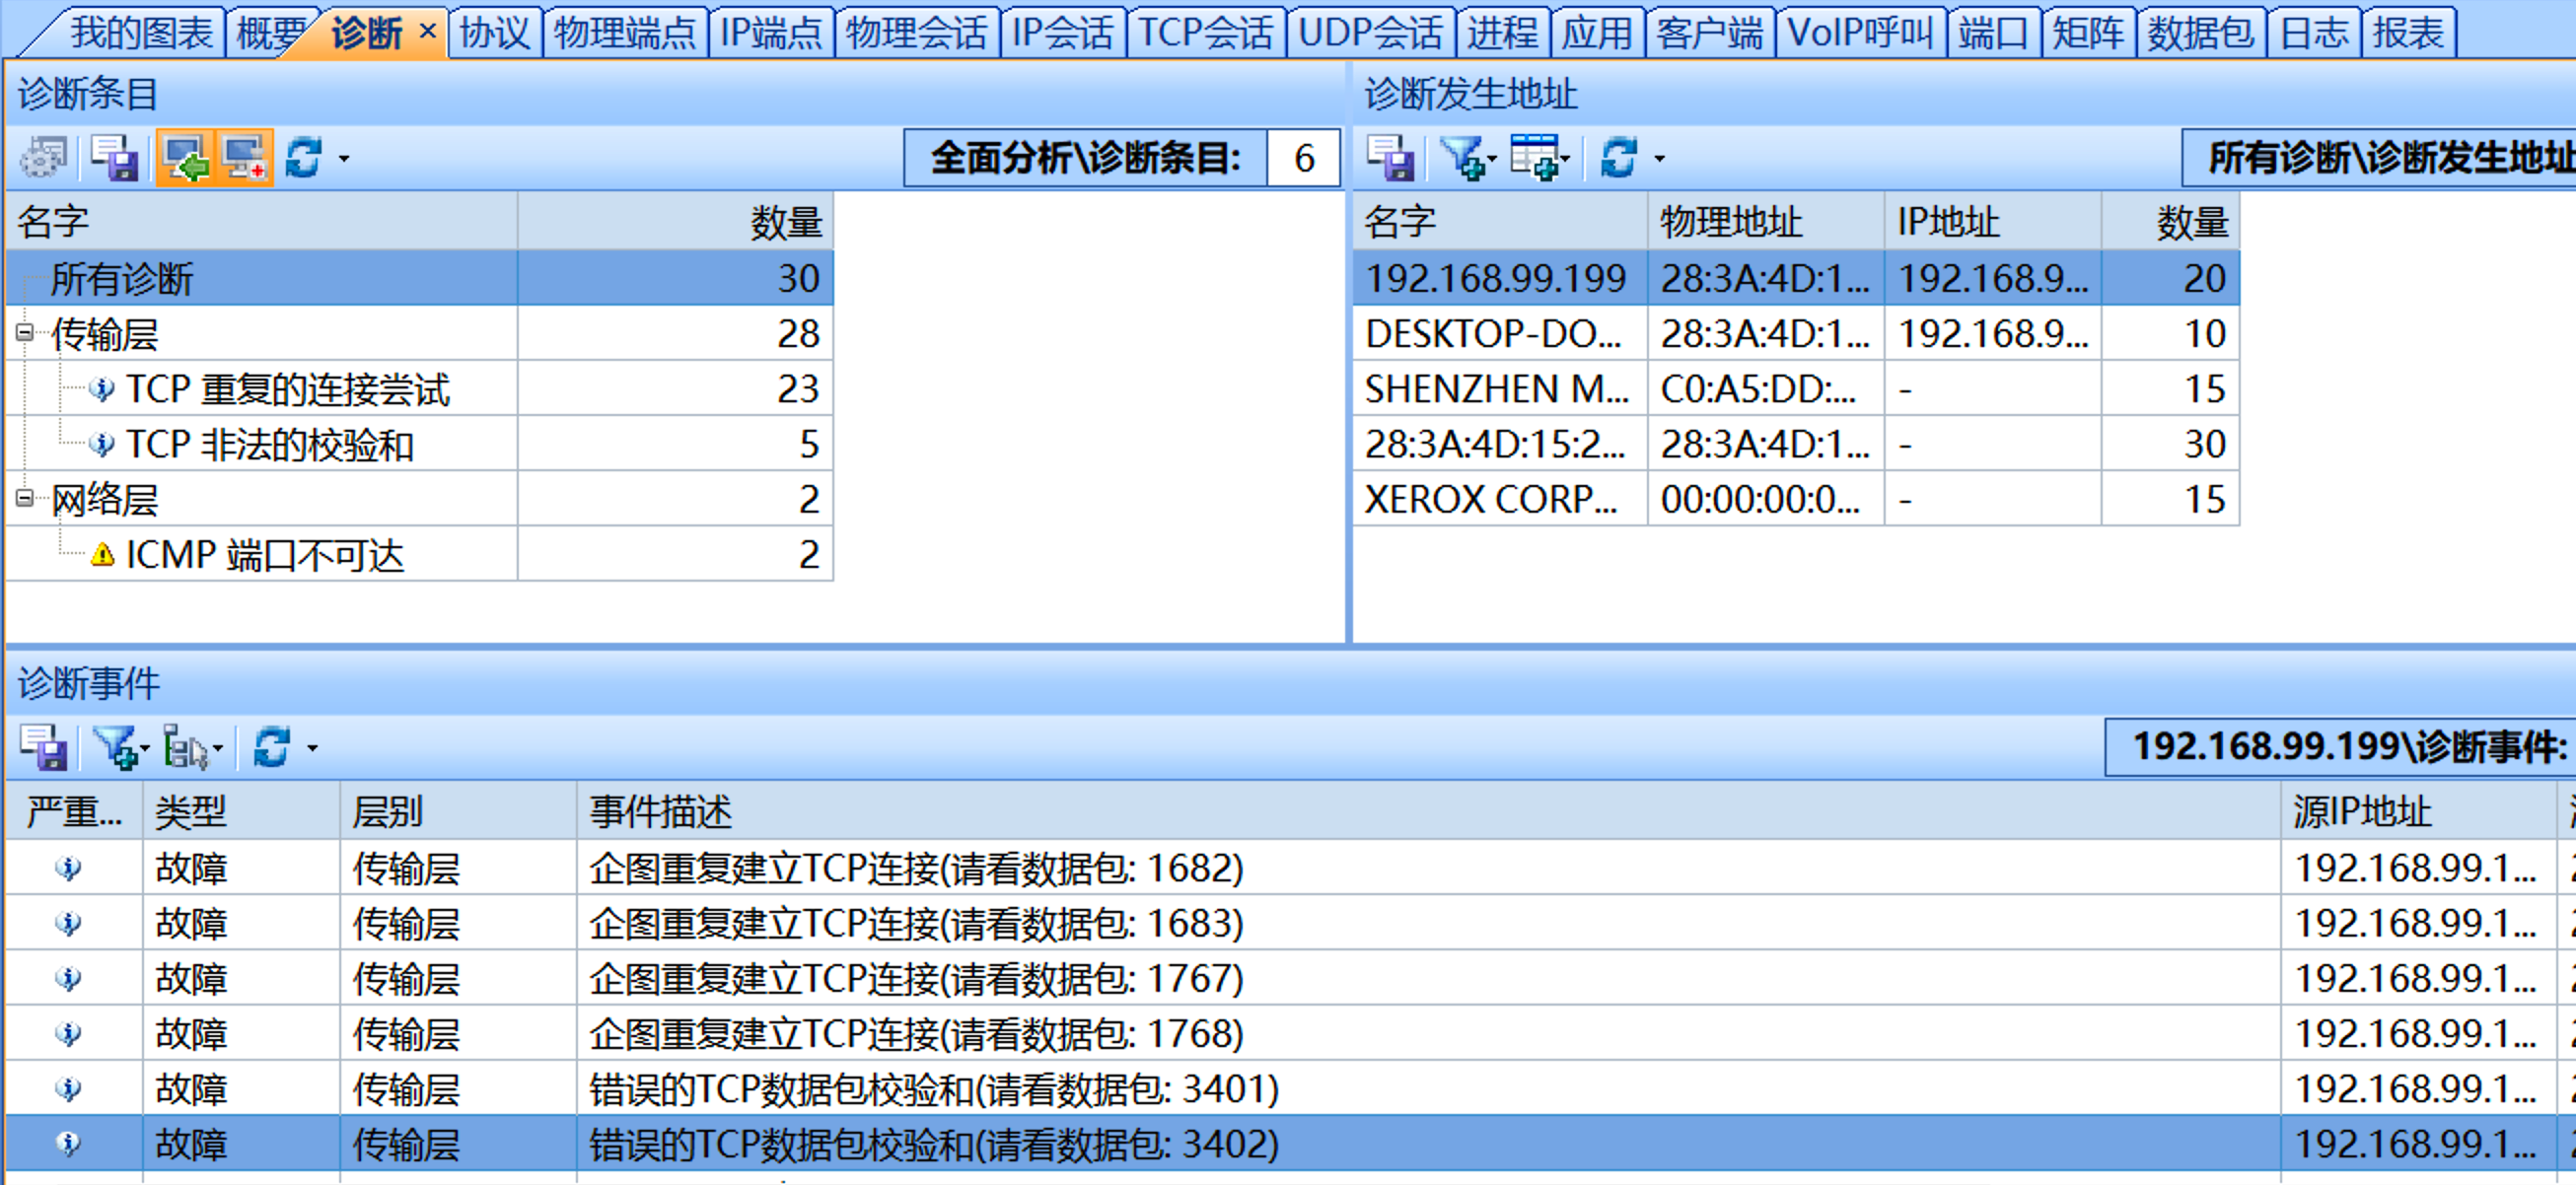 我的图表 概要 诊断 × 协议 物理端点 IP端点 物理会话 IP会话 TCP会话 UDP会话 进程 应用 客户端 VoIP呼叫 端口 矩阵 数据包 日志 报表
诊断条目
全面分析\诊断条目: 6
名字 数量
所有诊断 30
传输层 28
TCP 重复的连接尝试 23
TCP 非法的校验和 5
网络层 2
ICMP 端口不可达 2
诊断发生地址
所有诊断\诊断发生地址
名字 物理地址 IP地址 数量
192.168.99.199 28:3A:4D:1... 192.168.9... 20
DESKTOP-DO... 28:3A:4D:1... 192.168.9... 10
SHENZHEN M... C0:A5:DD:... - 15
28:3A:4D:15:2... 28:3A:4D:1... - 30
XEROX CORP... 00:00:00:0... - 15
诊断事件
192.168.99.199\诊断事件:
严重... 类型 层别 事件描述 源IP地址
故障 传输层 企图重复建立TCP连接(请看数据包: 1682) 192.168.99.1...
故障 传输层 企图重复建立TCP连接(请看数据包: 1683) 192.168.99.1...
故障 传输层 企图重复建立TCP连接(请看数据包: 1767) 192.168.99.1...
故障 传输层 企图重复建立TCP连接(请看数据包: 1768) 192.168.99.1...
故障 传输层 错误的TCP数据包校验和(请看数据包: 3401) 192.168.99.1...
故障 传输层 错误的TCP数据包校验和(请看数据包: 3402) 192.168.99.1...